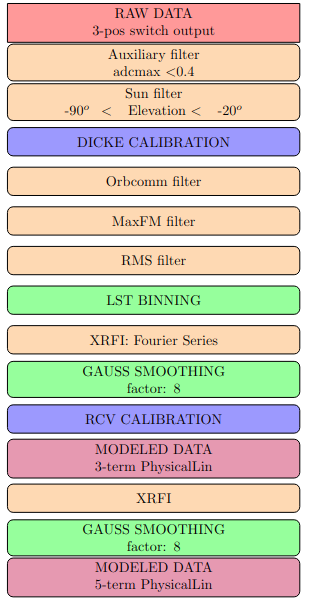 RAW DATA
3-pos switch output
Auxiliary filter
adcmax <0.4
Sun filter
-90° < Elevation < -20°
DICKE CALIBRATION
Orbcomm filter
MaxFM filter
RMS filter
LST BINNING
XRFI: Fourier Series
GAUSS SMOOTHING
factor: 8
RCV CALIBRATION
MODELED DATA
3-term PhysicalLin
XRFI
GAUSS SMOOTHING
factor: 8
MODELED DATA
5-term PhysicalLin